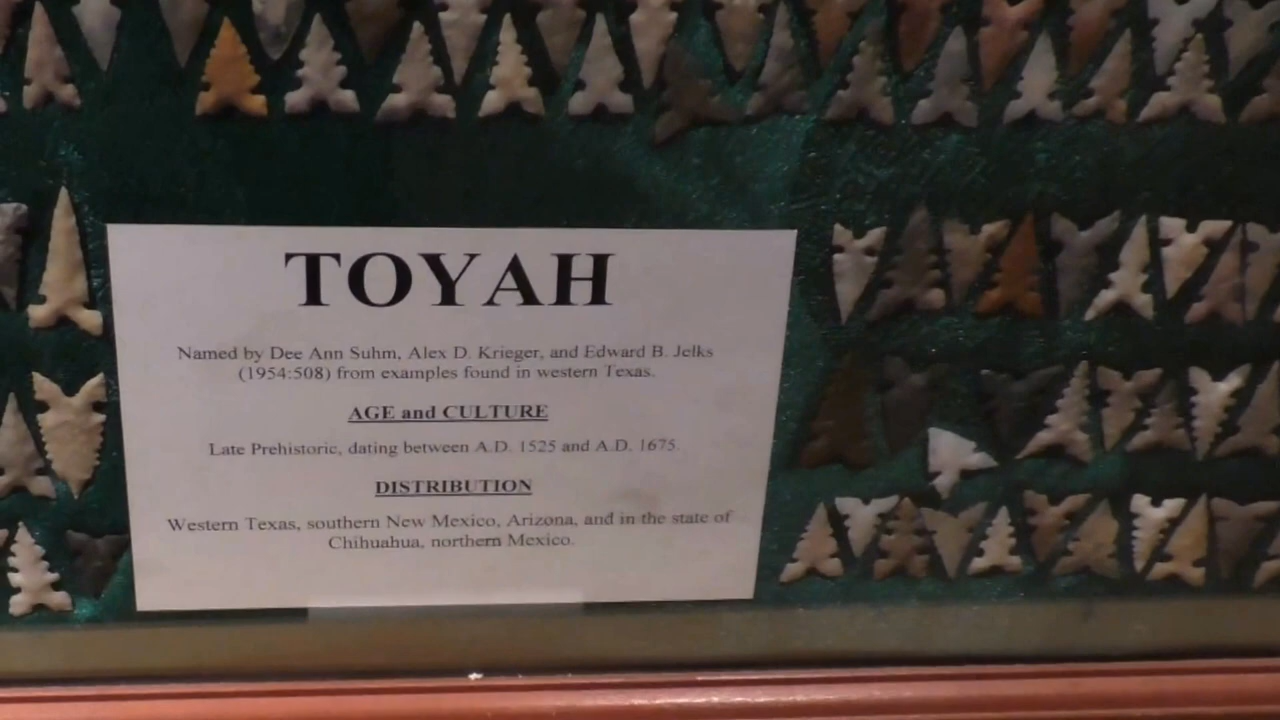 TOYAH
Named by Dee Ann Suhm, Alex D. Krieger, and Edward B. Jelks
(1954:508) from examples found in western Texas.
AGE and CULTURE
Late Prehistoric, dating between A.D. 1525 and A.D. 1675.
DISTRIBUTION
Western Texas, southern New Mexico, Arizona, and in the state of
Chihuahua, northern Mexico.